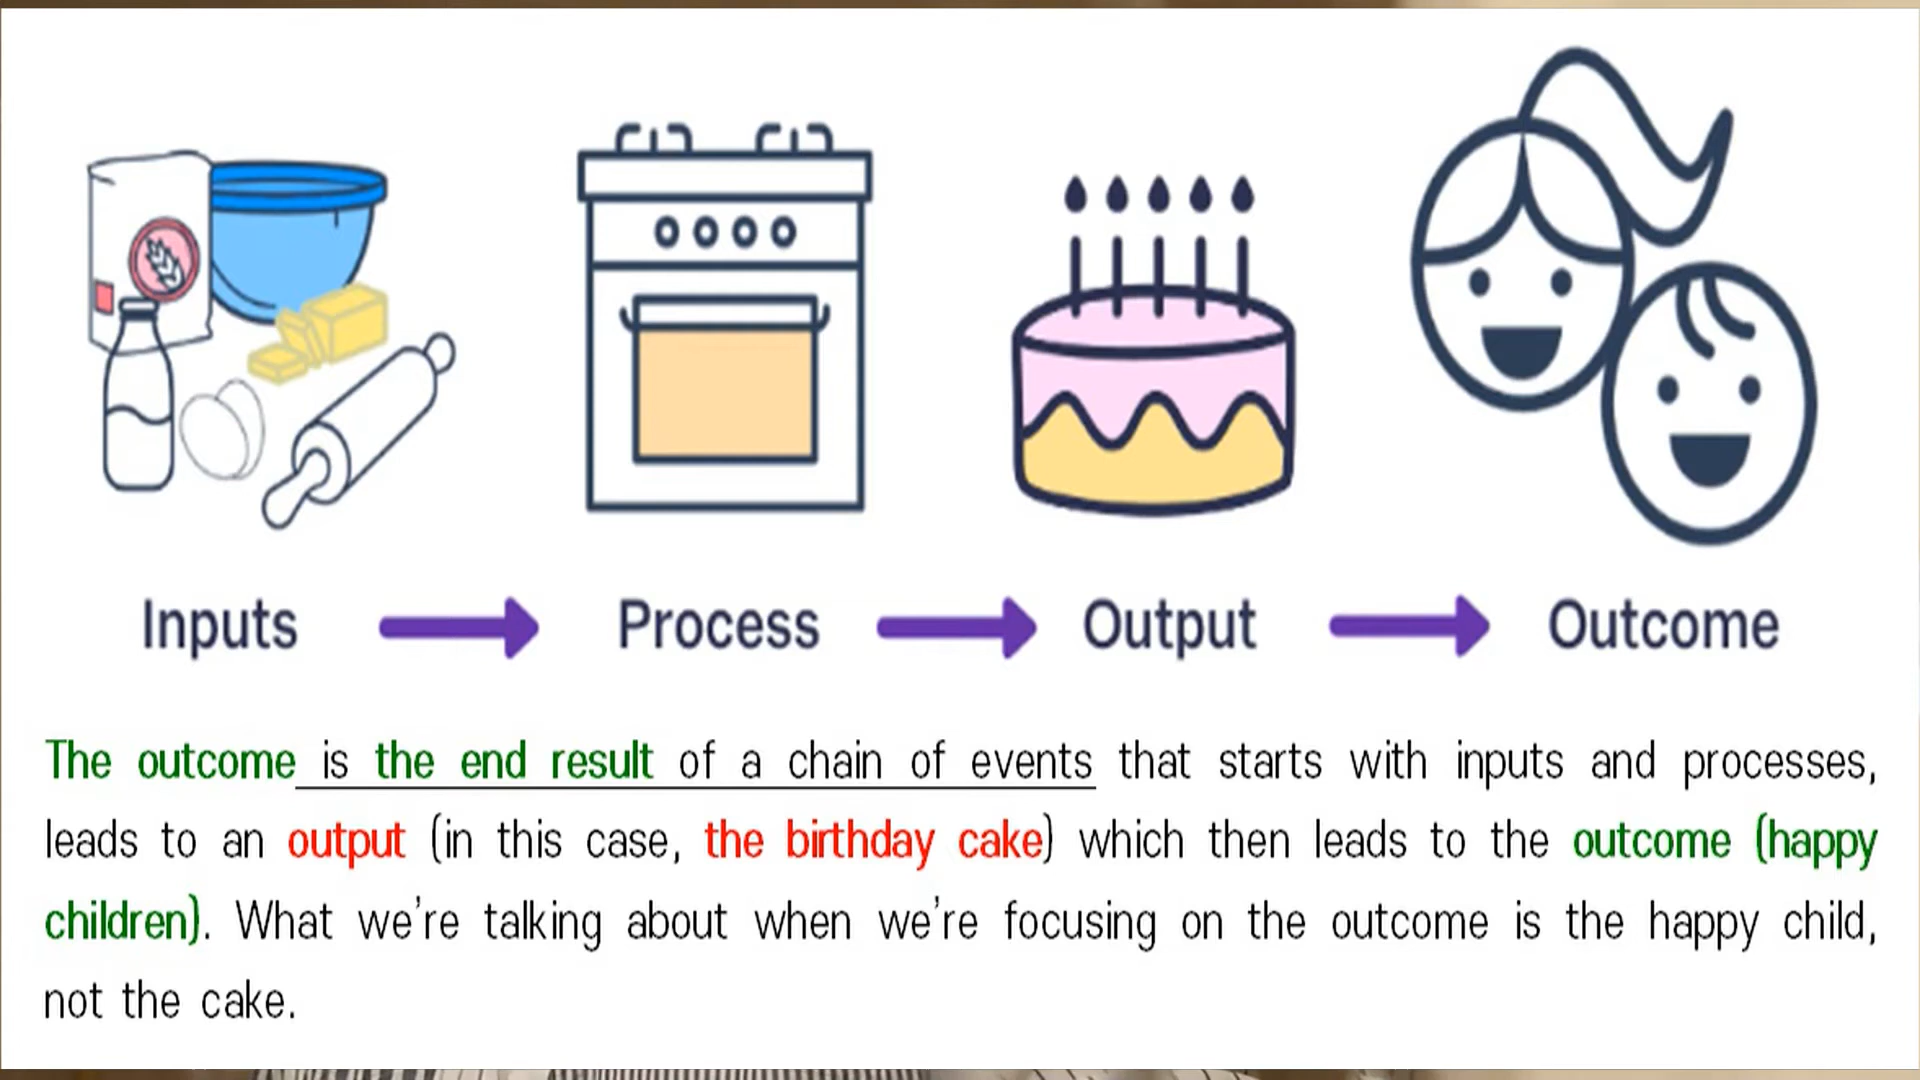 Inputs
Process
Output
Outcome
The outcome is the end result of a chain of events that starts with inputs and processes,
leads to an output (in this case, the birthday cake) which then leads to the outcome (happy
children). What we're talking about when we're focusing on the outcome is the happy child,
not the cake.